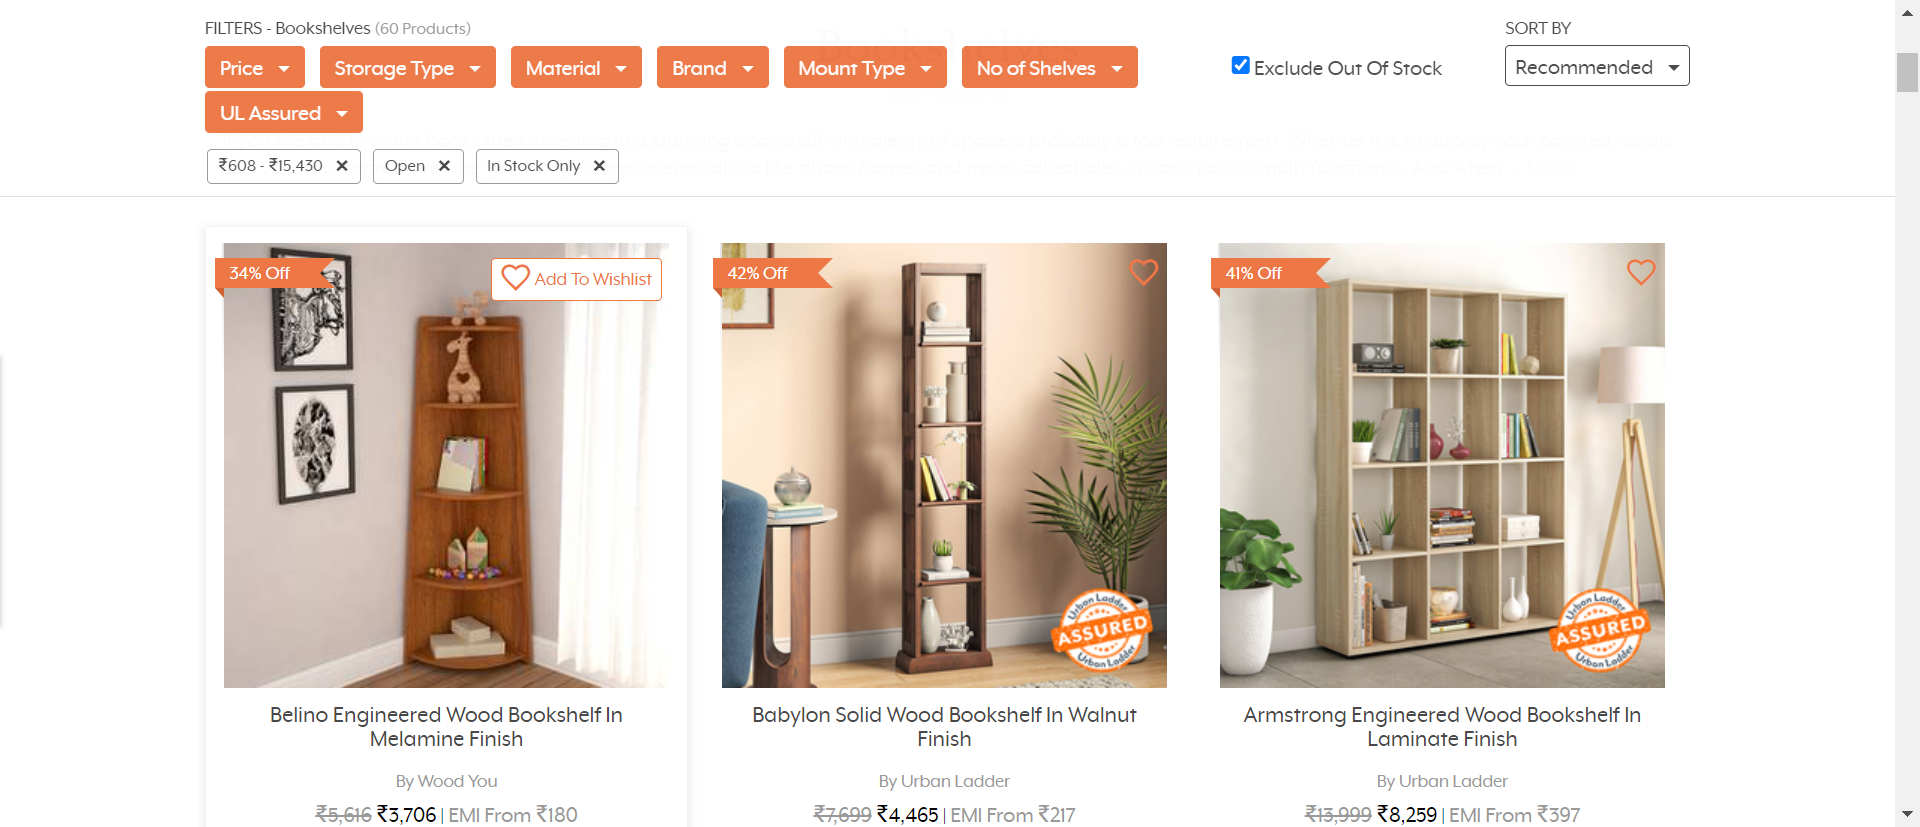 FILTERS - Bookshelves (60 Products)
SORT BY
Price
Storage Type
Material
Brand
Mount Type
No of Shelves
Exclude Out Of Stock
Recommended
UL Assured
₹608 - ₹15,430 ✕
Open ✕
In Stock Only ✕
34% Off
Add To Wishlist
42% Off
41% Off
Urban Ladder
ASSURED
Urban Ladder
Urban Ladder
ASSURED
Urban Ladder
Belino Engineered Wood Bookshelf In
Melamine Finish
By Wood You
₹5,616 ₹3,706 | EMI From ₹180
Babylon Solid Wood Bookshelf In Walnut
Finish
By Urban Ladder
₹7,699 ₹4,465 | EMI From ₹217
Armstrong Engineered Wood Bookshelf In
Laminate Finish
By Urban Ladder
₹13,999 ₹8,259 | EMI From ₹397